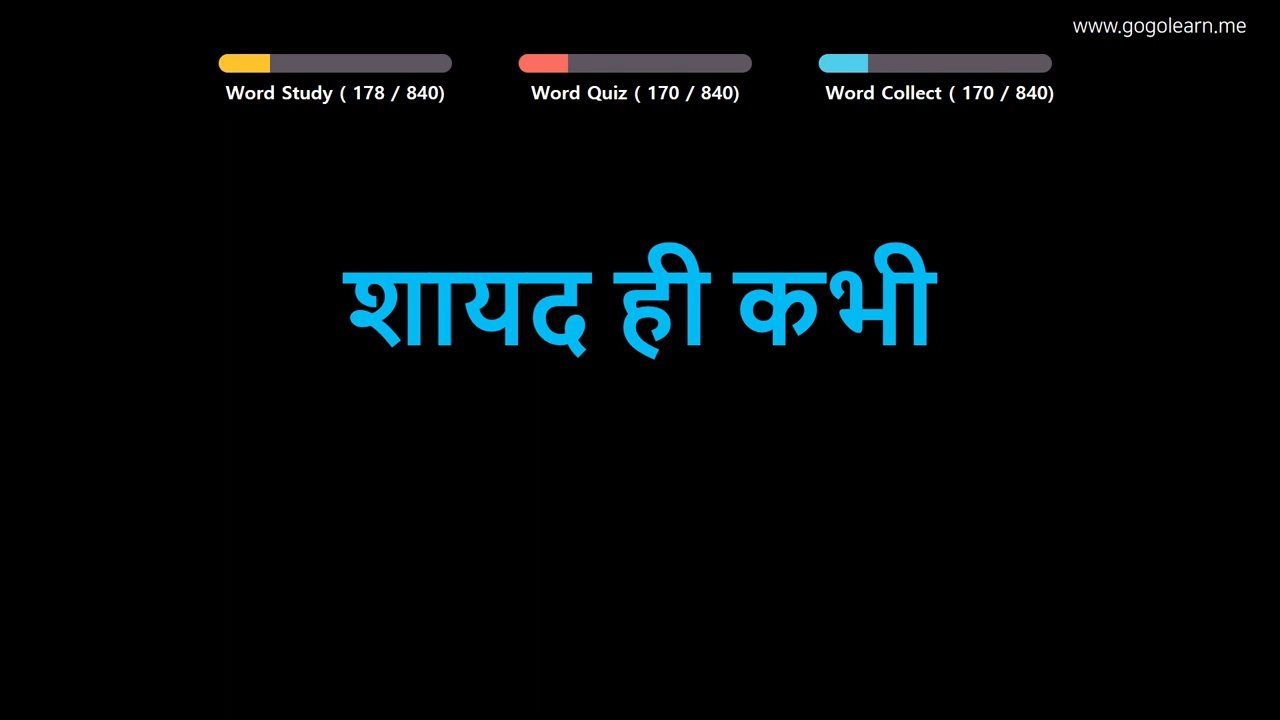 www.gogolearn.me
Word Study ( 178 / 840)
Word Quiz ( 170 / 840)
Word Collect ( 170 / 840)
शायद ही कभी